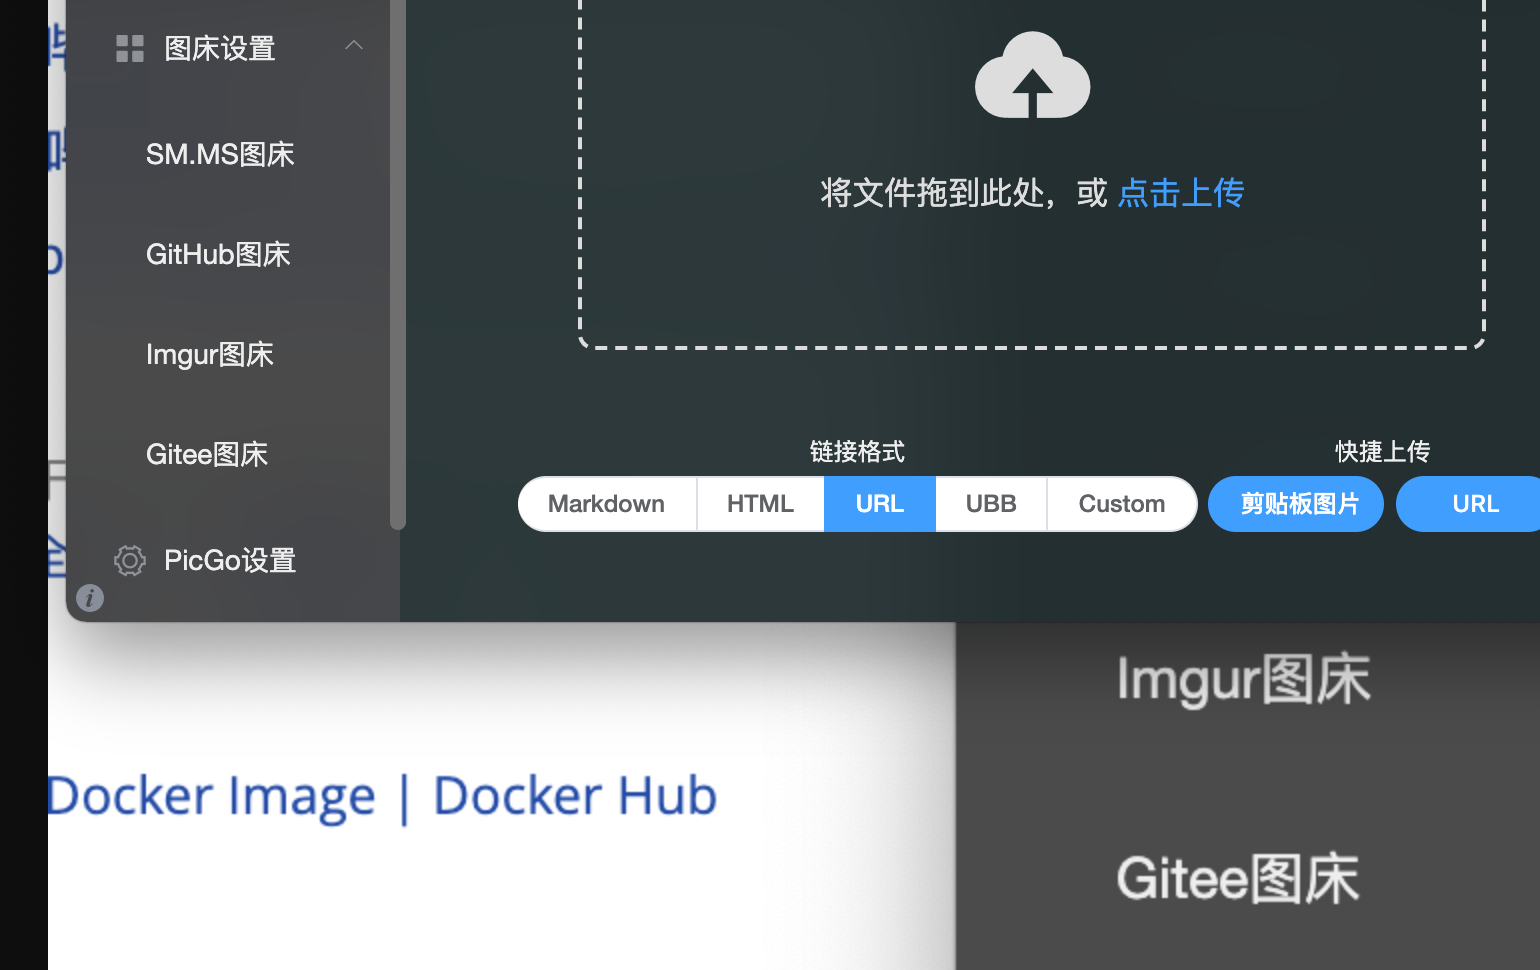 图床设置
SM.MS图床
GitHub图床
Imgur图床
Gitee图床
PicGo设置
将文件拖到此处，或 点击上传
链接格式
快捷上传
Markdown
HTML
URL
UBB
Custom
剪贴板图片
URL
Docker Image | Docker Hub
Imgur图床
Gitee图床